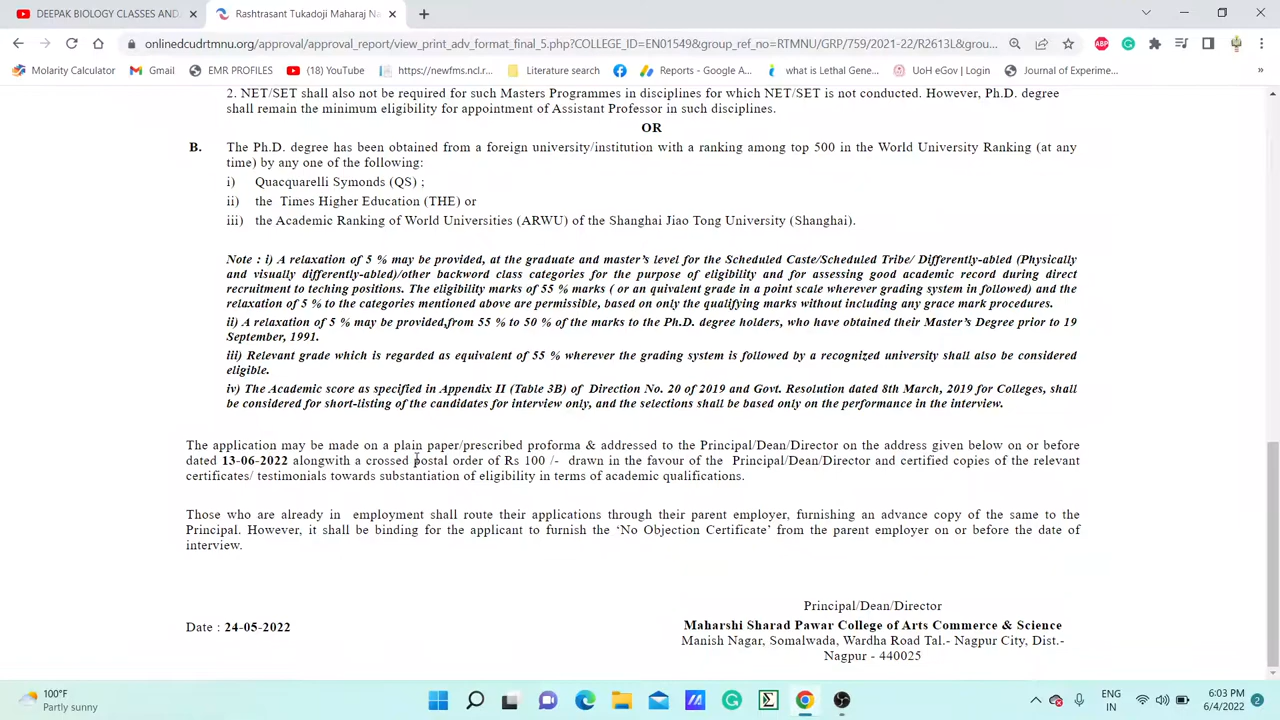 DEEPAK BIOLOGY CLASSES AND
Rashtrasant Tukadoji Maharaj Na
onlinedcudrtmnu.org/approval/approval_report/view_print_adv_frmat_final_5.php?COLLEGE_ID=EN01549&group_ref_no=RTMNU/GRP/759/2021-22/R2613L&grou...
Molarity Calculator
Gmail
EMR PROFILES
(18) YouTube
https://newfms.ncl.r...
Literature search
Reports - Google A...
what is Lethal Gene...
UoH eGov | Login
Journal of Exprime...
»
2. NET/SET shall also not be required for such Masters Programmes in disciplines for which NET/SET is not conducted. However, Ph.D. degree
shall remain the minimum eligibility for appointment of Assistant Professor in such disciplines.
OR
B. The Ph.D. degree has been obtained from a foreign university/institution with a ranking among top 500 in the World University Ranking (at any
time) by any one of the following:
i) Quacquarelli Symonds (QS) ;
ii) the Times Higher Education (THE) or
iii) the Academic Ranking of World Universities (ARWU) of the Shanghai Jiao Tong University (Shanghai).
Note : i) A relaxation of 5 % may be provided, at the graduate and master's level for the Scheduled Caste/Scheduled Tribe/ Differently-abled (Physically
and visually differently-abled)/other backword class categories for the purpose of eligibility and for assessing good academic record during direct
recruitment to teching positions. The eligibility marks of 55 % marks ( or an quivalent grade in a point scale wherever grading system in followed) and the
relaxation of 5 % to the categories mentioned above are permissible, based on only the qualifying marks without including any grace mark procedures.
ii) A relaxation of 5 % may be provided,from 55 % to 50 % of the marks to the Ph.D. degree holders, who have obtained their Master's Degree prior to 19
September, 1991.
iii) Relevant grade which is regarded as equivalent of 55 % wherever the grading system is followed by a recognized university shall also be considered
eligible.
iv) The Academic score as specified in Appendix II (Table 3B) of Direction No. 20 of 2019 and Govt. Resolution dated 8th March, 2019 for Colleges, shall
be considered for short-listing of the candidates for interview only, and the selections shall be based only on the performance in the interview.
The application may be made on a plain paper/prescribed proforma & addressed to the Principal/Dean/Director on the address given below on or before
dated 13-06-2022 alongwith a crossed postal order of Rs 100 /- drawn in the favour of the Principal/Dean/Director and certified copies of the relevant
certificates/ testimonials towards substantiation of eligibility in terms of academic qualifications.
Those who are already in employment shall route their applications through their parent employer, furnishing an advance copy of the same to the
Principal. However, it shall be binding for the applicant to furnish the ‘No Objection Certificate’ from the parent employer on or before the date of
interview.
Principal/Dean/Director
Date : 24-05-2022
Maharshi Sharad Pawar College of Arts Commerce & Science
Manish Nagar, Somalwada, Wardha Road Tal.- Nagpur City, Dist.-
Nagpur - 440025
100°F
Partly sunny
ENG
IN
6:03 PM
6/4/2022
2